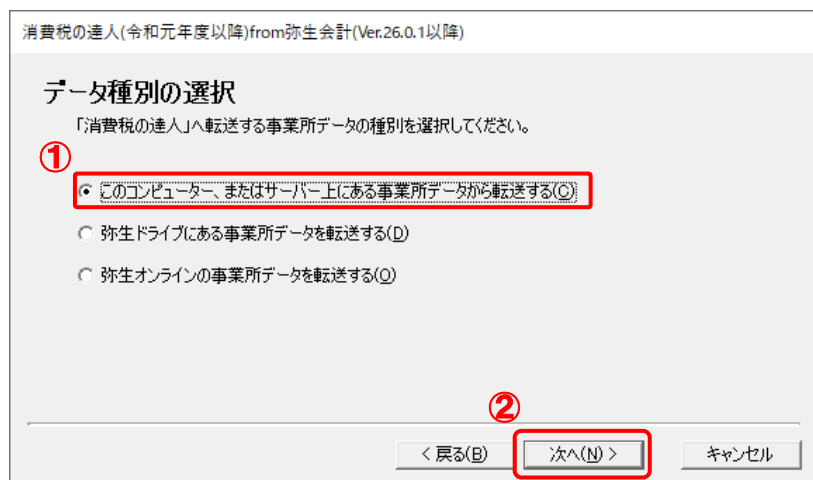 消費税の達人(令和元年度以降)from弥生会計(Ver.26.0.1以降)
データ種別の選択
「消費税の達人」へ転送する事業所データの種別を選択してください。
①
このコンピューター、またはサーバー上にある事業所データから転送する(C)
弥生ドライブにある事業所データを転送する(D)
弥生オンラインの事業所データを転送する(O)
②
< 戻る(B)
次へ(N) >
キャンセル